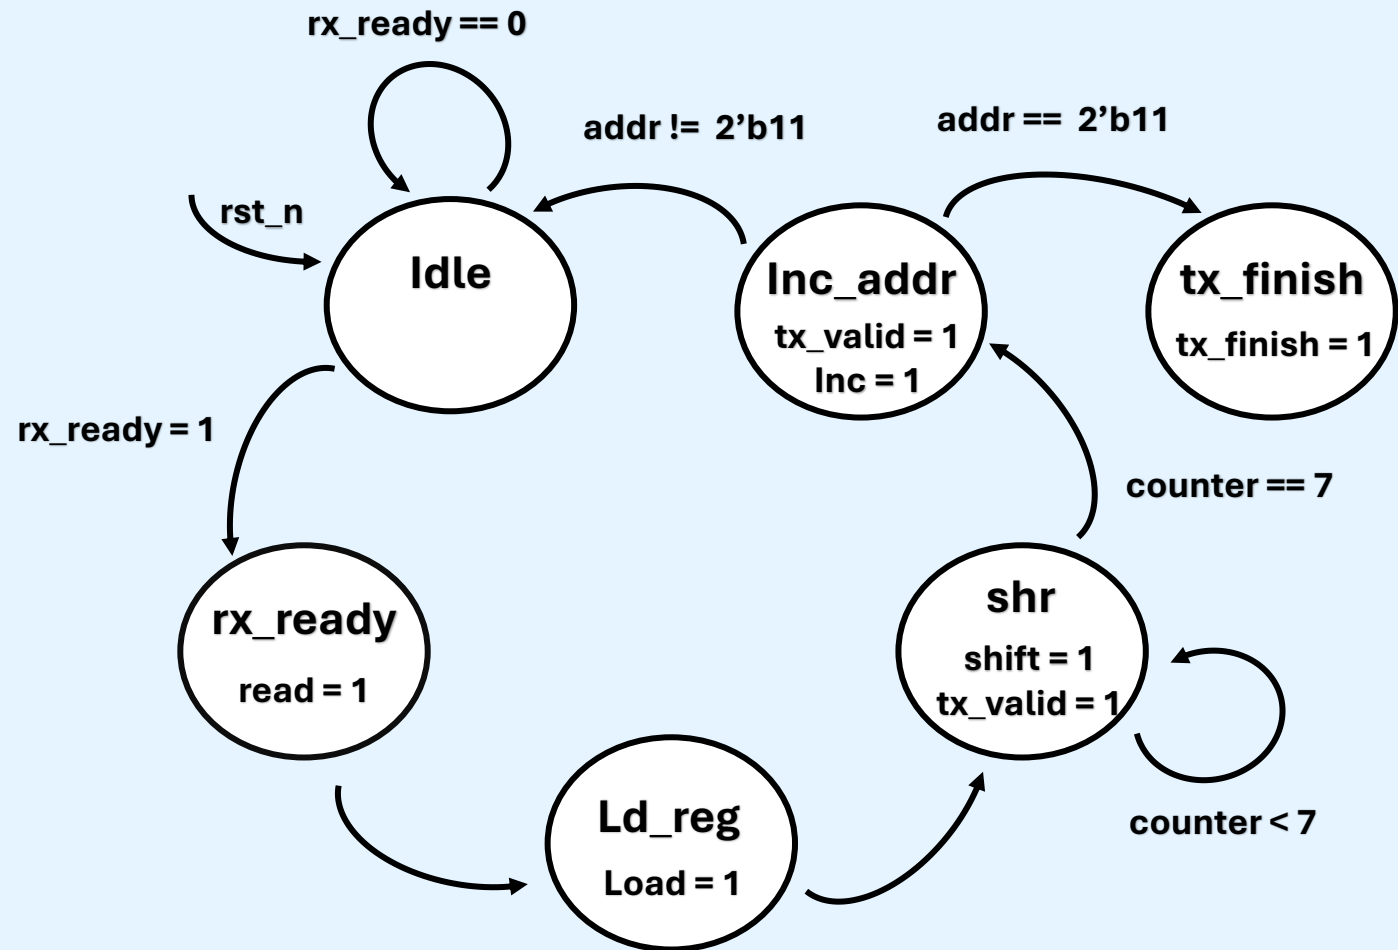 rx_ready == 0
addr != 2’b11
addr == 2’b11
rst_n
Idle
Inc_addr
tx_valid = 1
Inc = 1
tx_finish
tx_finish = 1
rx_ready = 1
counter == 7
rx_ready
read = 1
shr
shift = 1
tx_valid = 1
Ld_reg
Load = 1
counter < 7